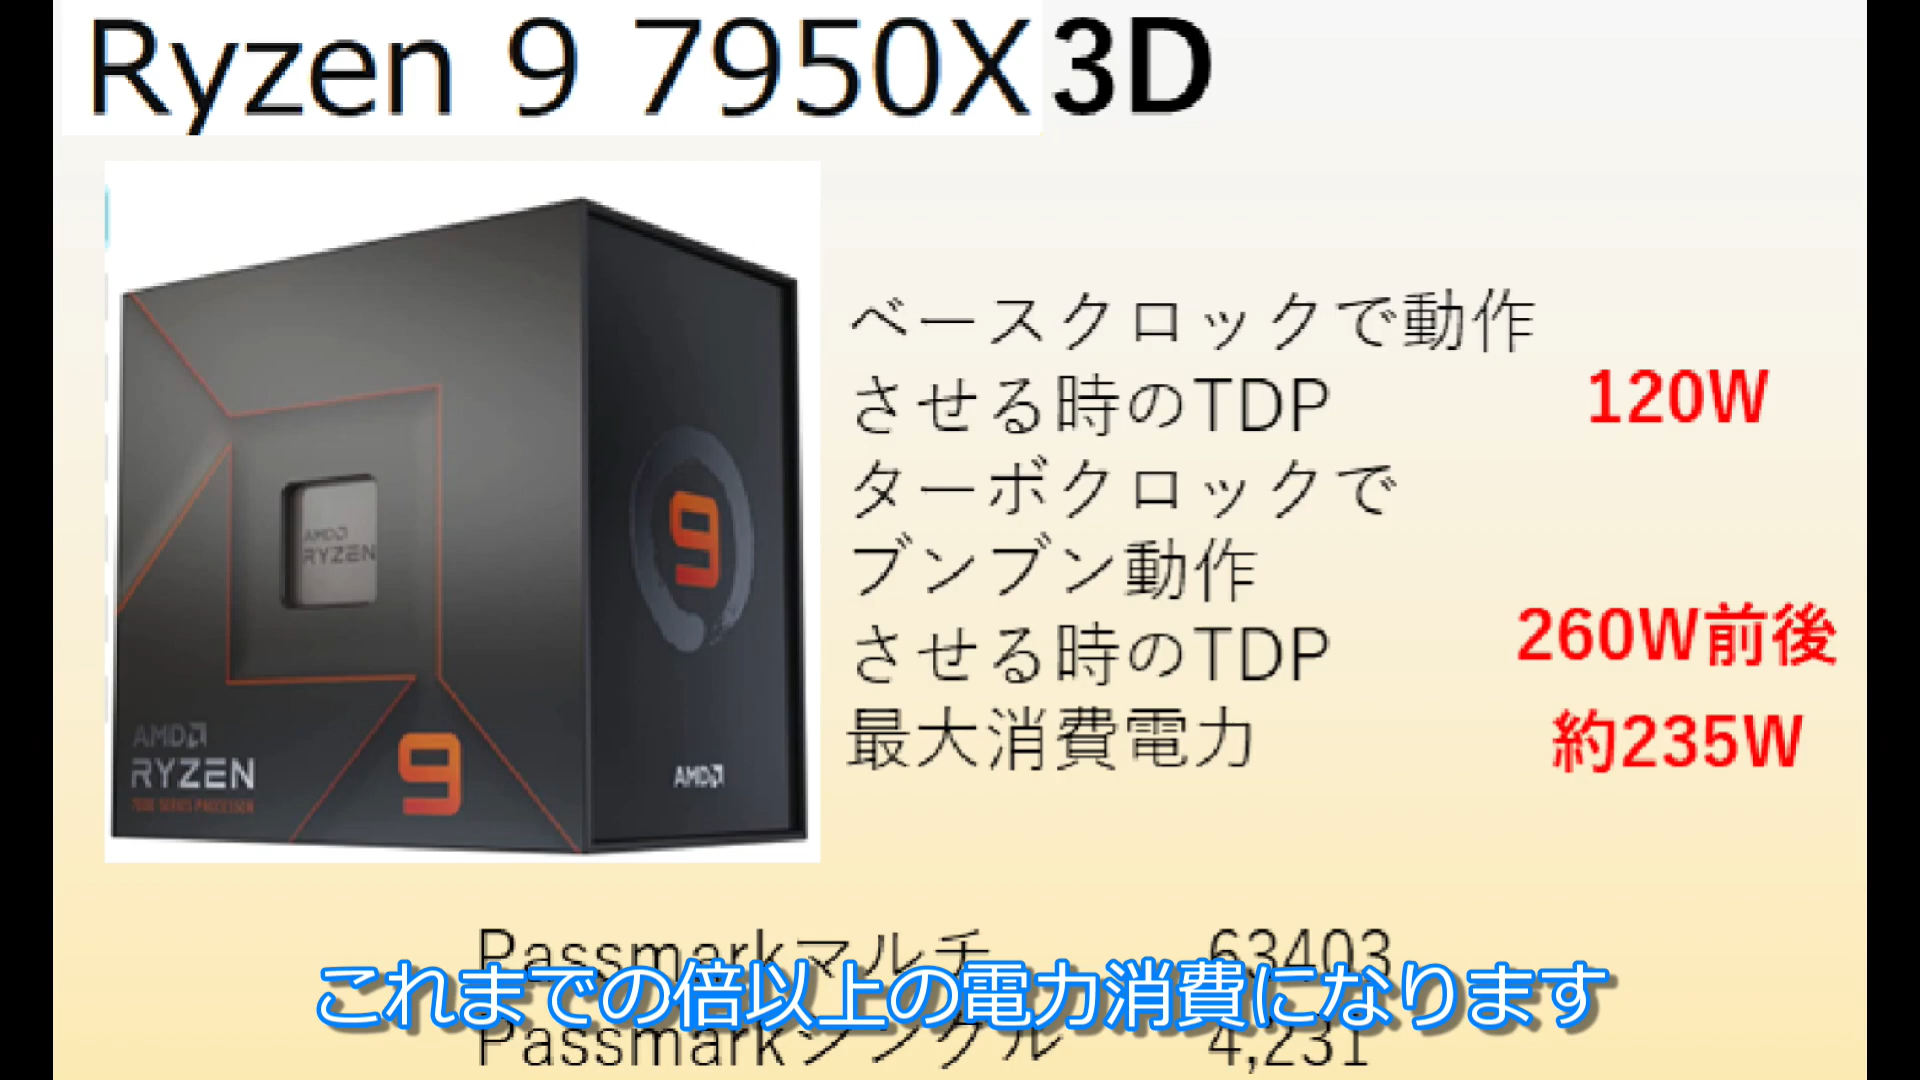 Ryzen 9 7950X3D
ベースクロックで動作
させる時のTDP
120W
ターボクロックで
ブンブン動作
させる時のTDP
260W前後
最大消費電力
約235W
AMD
RYZEN
9
AMD
RYZEN
7000 SERIES PROCESSOR
9
AMD
Passmarkマルチ 63403
これまでの倍以上の電力消費になります
Passmarkシングル 4,231